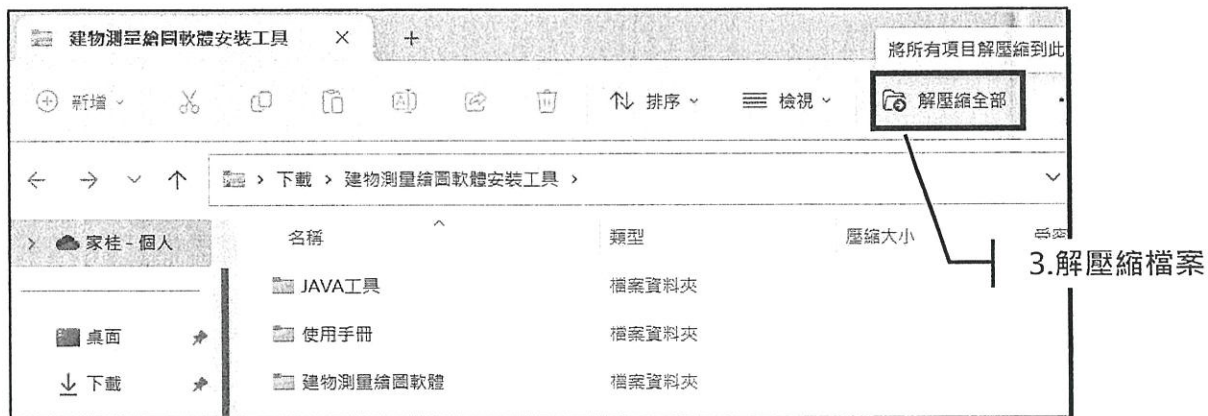 建物測量繪圖軟體安裝工具 × +
將所有項目解壓縮到此
新增 排序 檢視 解壓縮全部
下載 > 建物測量繪圖軟體安裝工具 >
家桂 - 個人
名稱 類型 壓縮大小
3.解壓縮檔案
JAVA工具 檔案資料夾
桌面 使用手冊 檔案資料夾
下載 建物測量繪圖軟體 檔案資料夾